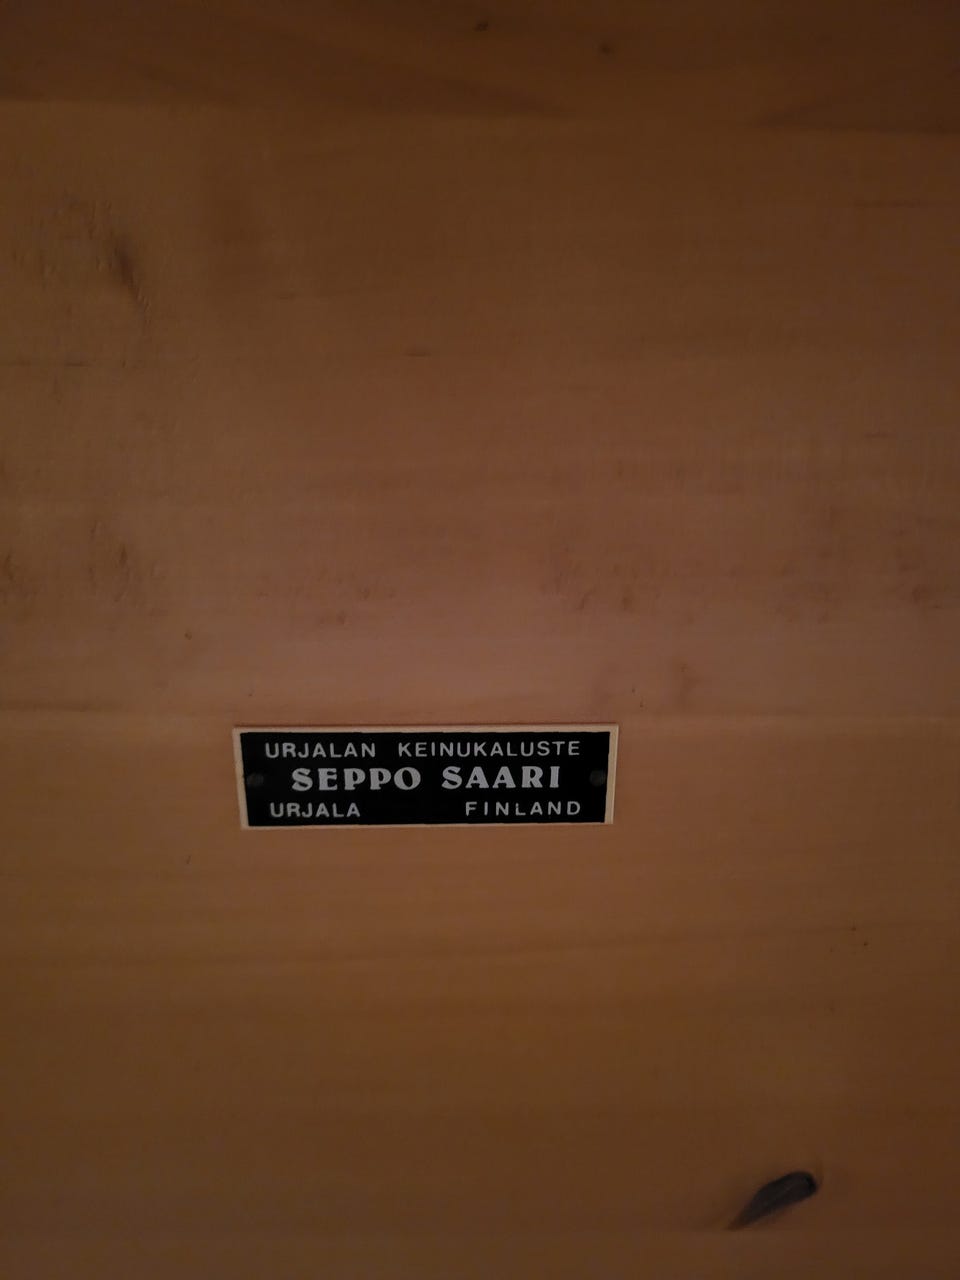 URJALAN KEINUKALUSTE
SEPPO SAARI
URJALA FINLAND